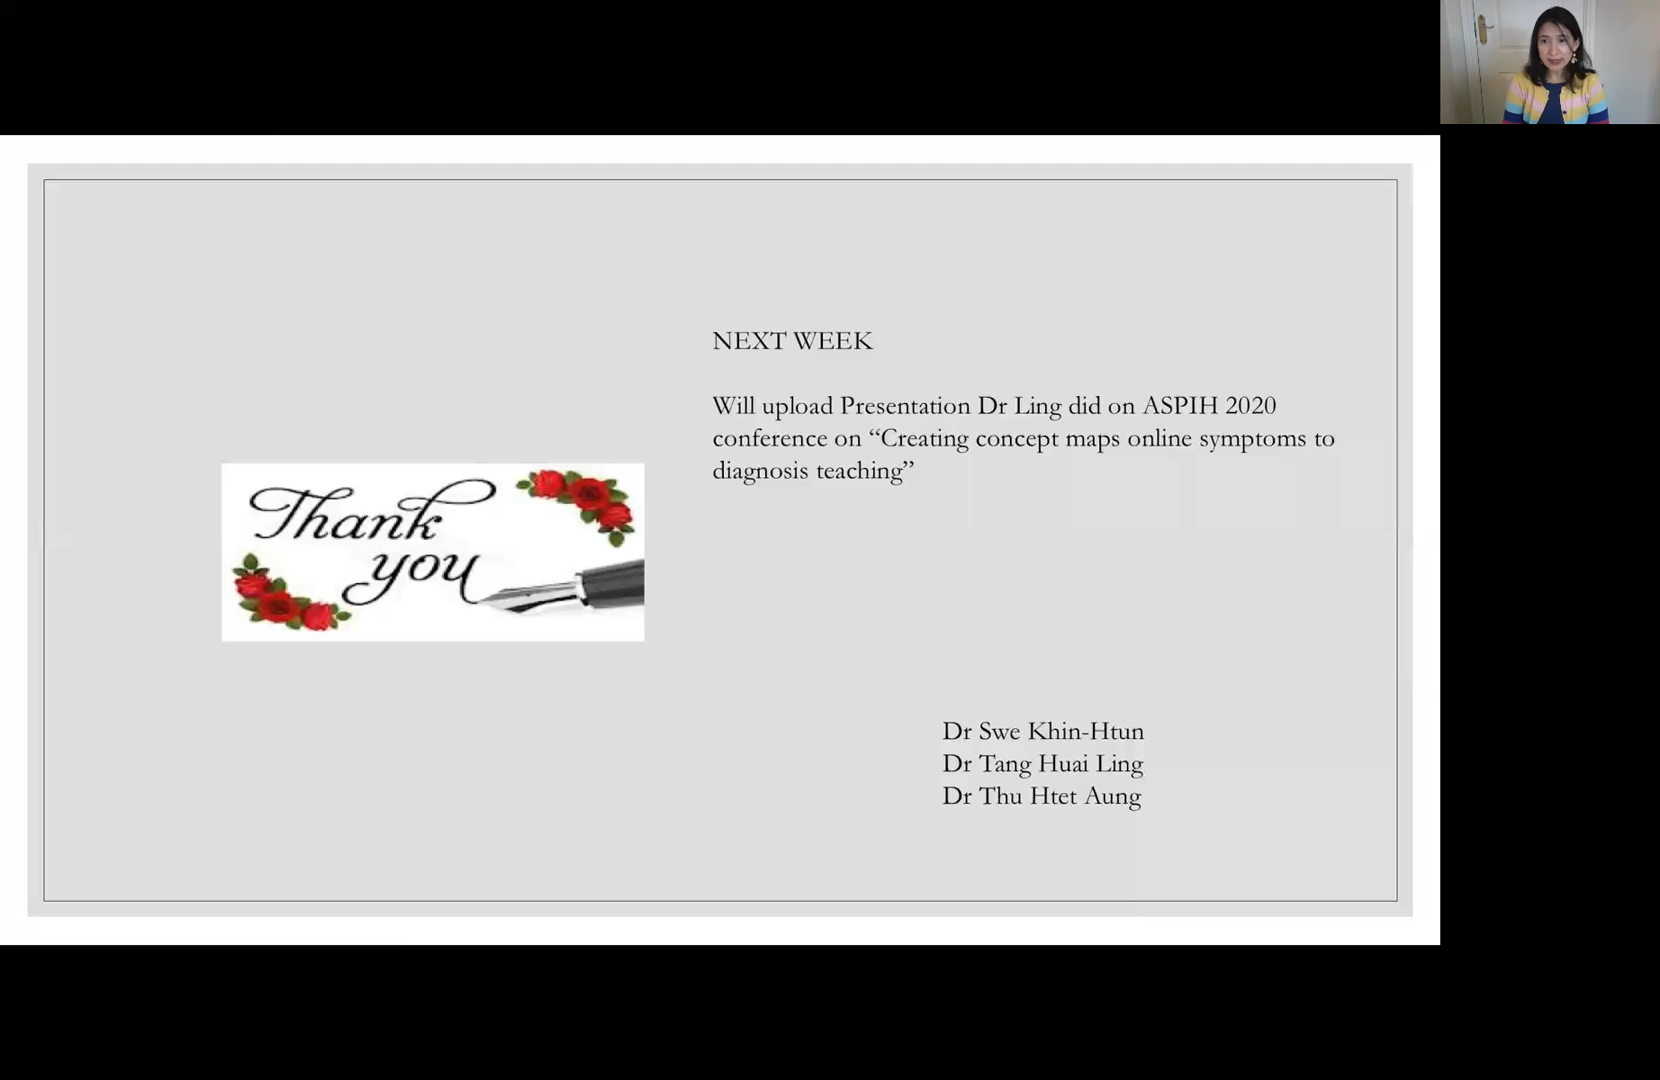 Thank
you
NEXT WEEK
Will upload Presentation Dr Ling did on ASPIH 2020
conference on “Creating concept maps online symptoms to
diagnosis teaching”
Dr Swe Khin-Htun
Dr Tang Huai Ling
Dr Thu Htet Aung